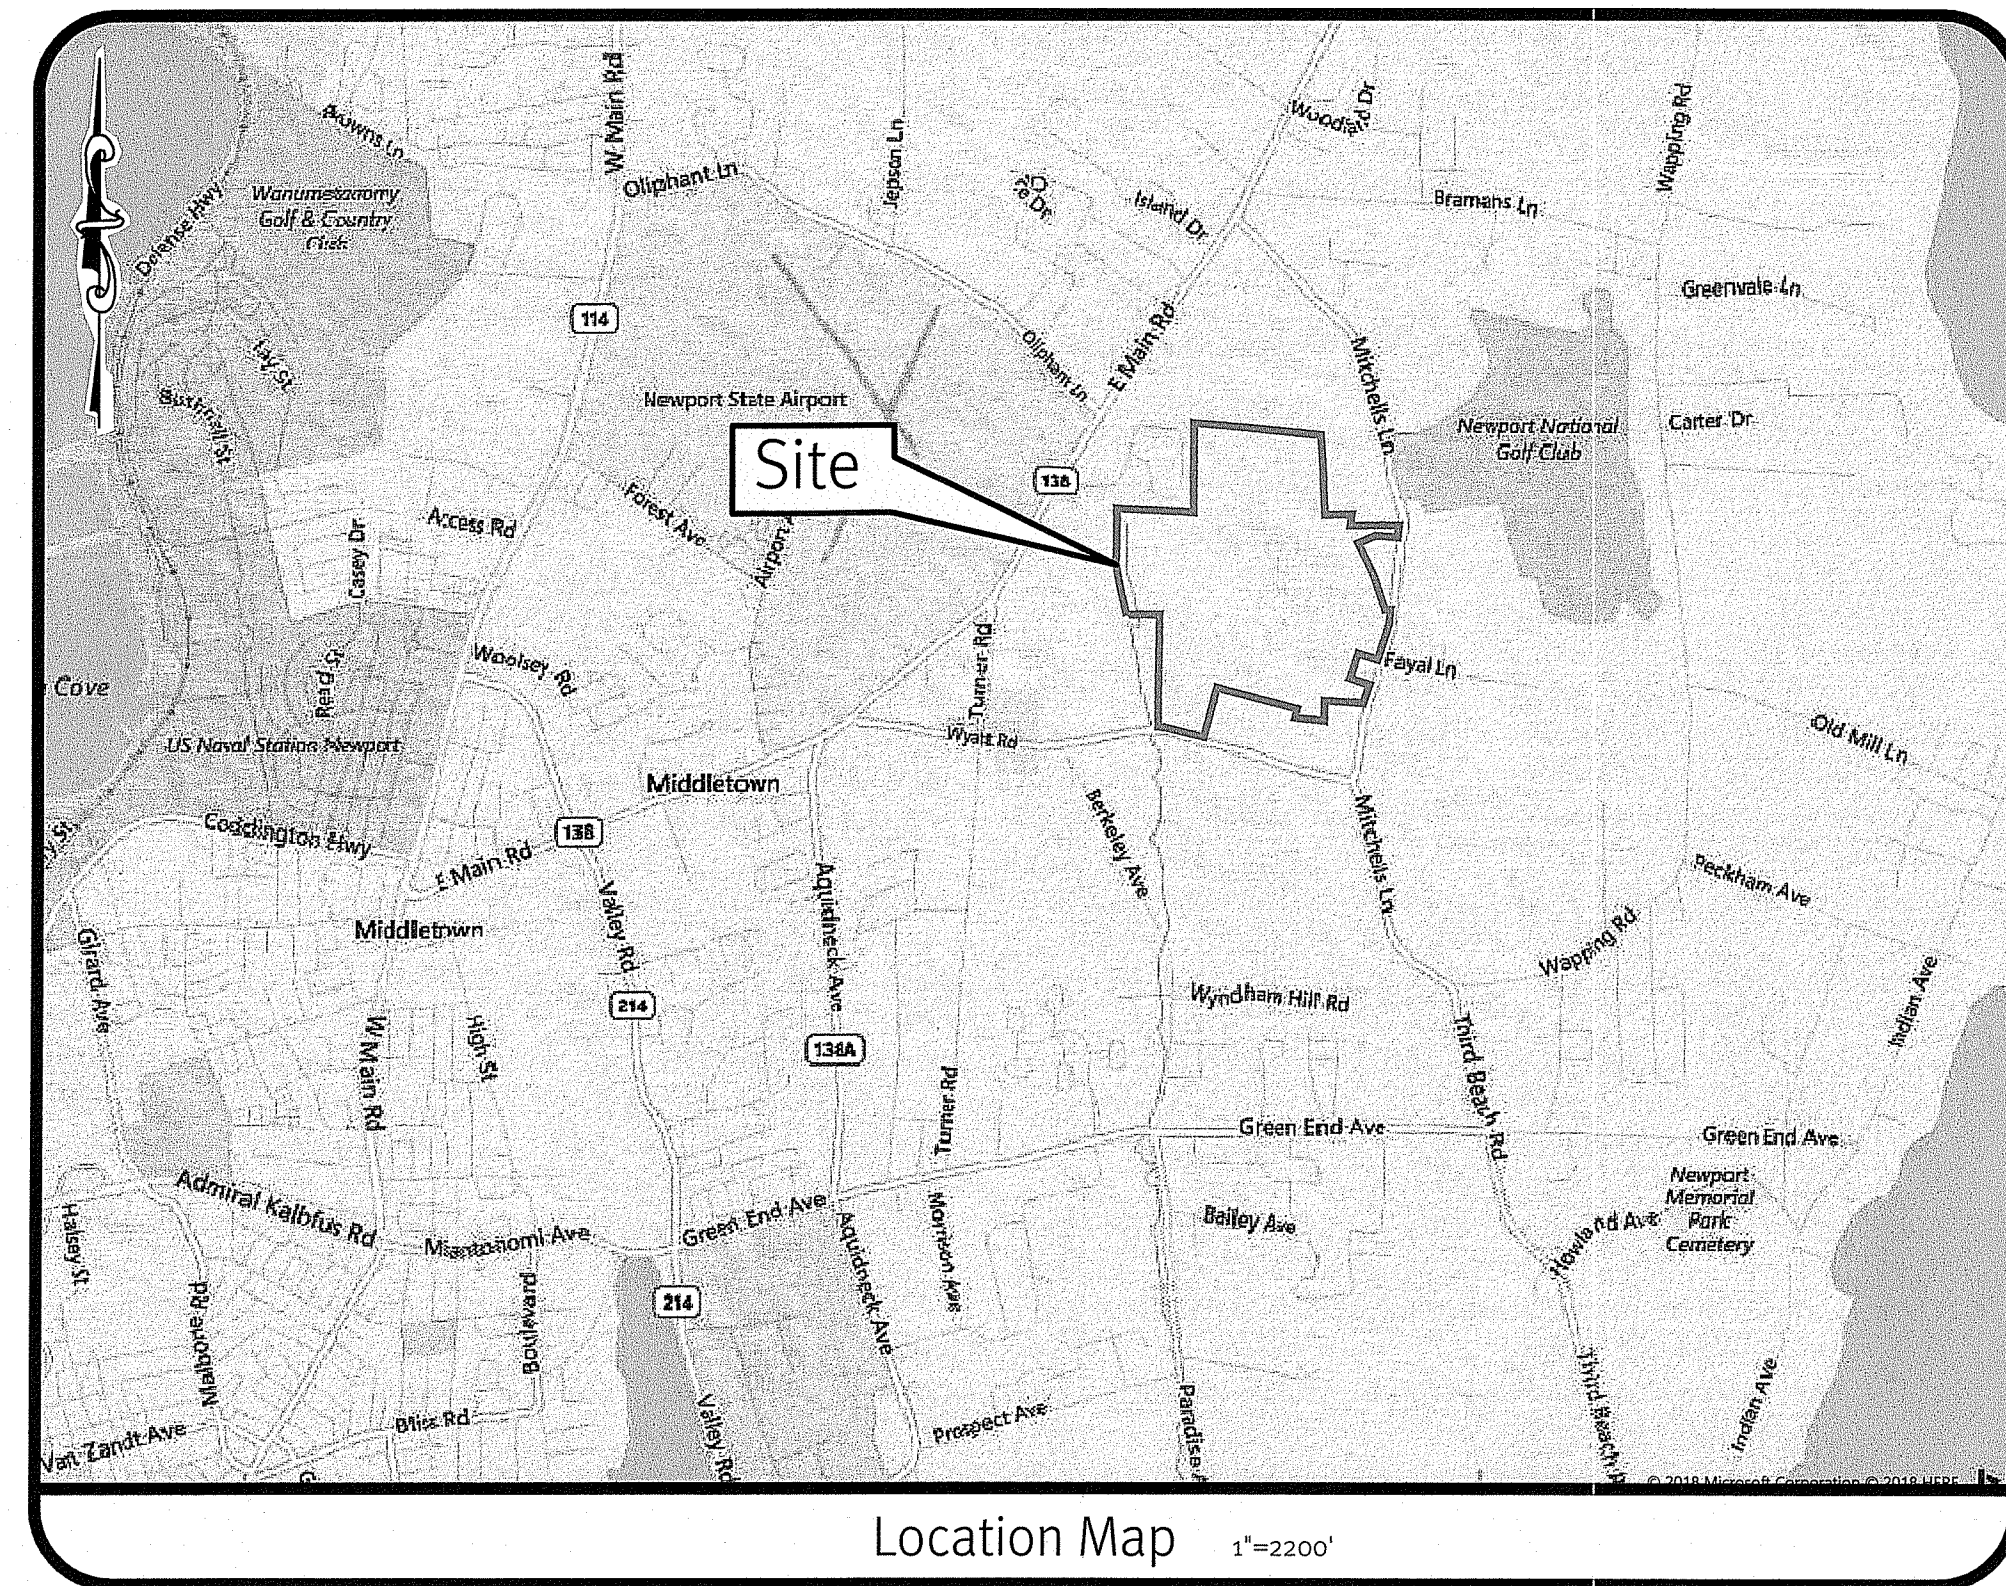 W Main Rd
Browns Ln
Woodland Dr
Wapping Rd
Oliphant Ln
Jepson Ln
Wanumetonomy
Golf & Country
Club
Island Dr
Bramans Ln
Defense Hwy
Greenvale Ln
114
Oliphant Ln
E Main Rd
Mitchells Ln
Newport State Airport
Carter Dr
Newport National
Golf Club
Site
138
Forest Ave
Access Rd
Casey Dr
Fayal Ln
Woolsey Rd
Turner Rd
Cove
US Naval Station Newport
Wyatt Rd
Old Mill Ln
Middletown
Coddington Hwy
138
Berkeley Ave
Mitchells Ln
E Main Rd
Valley Rd
Aquidneck Ave
Peckham Ave
Middletown
Girard Ave
Wapping Rd
Indian Ave
214
Wyndham Hill Rd
W Main Rd
High St
138A
Third Beach Rd
Turner Rd
Green End Ave
Green End Ave
Newport
Memorial
Park
Cemetery
Admiral Kalbfus Rd
Halsey St
Miantonomi Ave
Green End Ave
Bailey Ave
Howland Ave
Aquidneck Ave
Malbone Rd
Boulevard
214
Valley Rd
Prospect Ave
Bliss Rd
Van Zandt Ave
Paradise
Indian Ave
© 2018 Microsoft Corporation © 2018 HERE
Location Map 1"=2200'